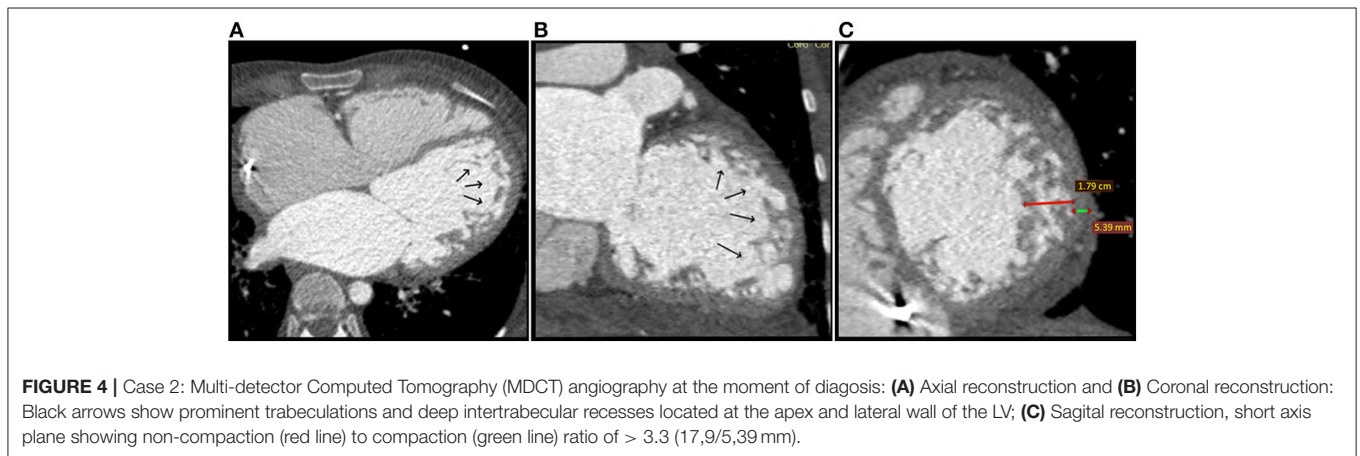 A
B
C
Coro Cor
1.79 cm
5.39 mm
FIGURE 4 | Case 2: Multi-detector Computed Tomography (MDCT) angiography at the moment of diagosis: (A) Axial reconstruction and (B) Coronal reconstruction:
Black arrows show prominent trabeculations and deep intertrabecular recesses located at the apex and lateral wall of the LV; (C) Sagital reconstruction, short axis
plane showing non-compaction (red line) to compaction (green line) ratio of > 3.3 (17,9/5,39 mm).